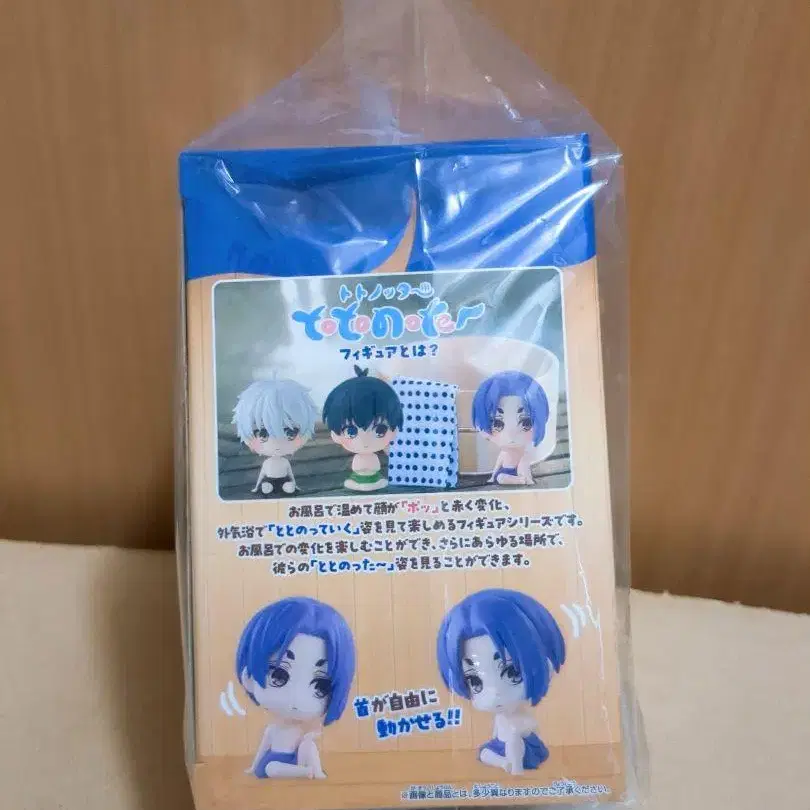 トトノッター
totonotter
フィギュアとは?
お風呂で温めて顔が「ポッ」と赤く変化、
外気浴で「ととのっていく」姿を見て楽しめるフィギュアシリーズです。
お風呂での変化を楽しむことができ、さらにあらゆる場所で、
彼らの「ととのった〜」姿を見ることができます。
首が自由に
動かせる!!
※画像と商品とは、多少異なりますのでご了承ください。